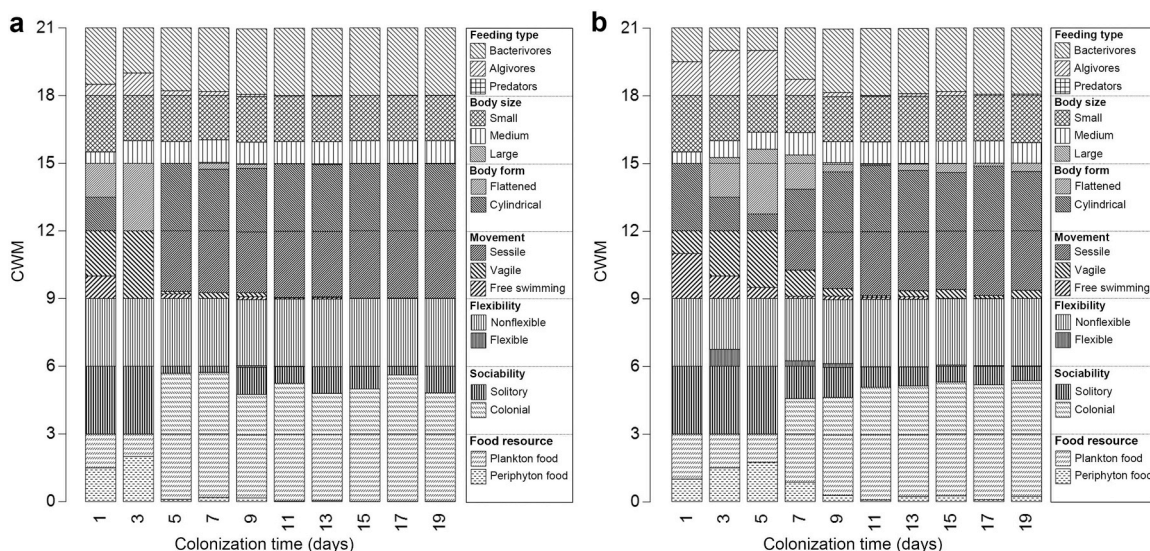 a
21
18
15
12
9
6
3
0
CWM
1 3 5 7 9 11 13 15 17 19
Colonization time (days)
Feeding type
Bacterivores
Algivores
Predators
Body size
Small
Medium
Large
Body form
Flattened
Cylindrical
Movement
Sessile
Vagile
Free swimming
Flexibility
Nonflexible
Flexible
Sociability
Solitory
Colonial
Food resource
Plankton food
Periphyton food
b
21
18
15
12
9
6
3
0
CWM
1 3 5 7 9 11 13 15 17 19
Colonization time (days)
Feeding type
Bacterivores
Algivores
Predators
Body size
Small
Medium
Large
Body form
Flattened
Cylindrical
Movement
Sessile
Vagile
Free swimming
Flexibility
Nonflexible
Flexible
Sociability
Solitory
Colonial
Food resource
Plankton food
Periphyton food